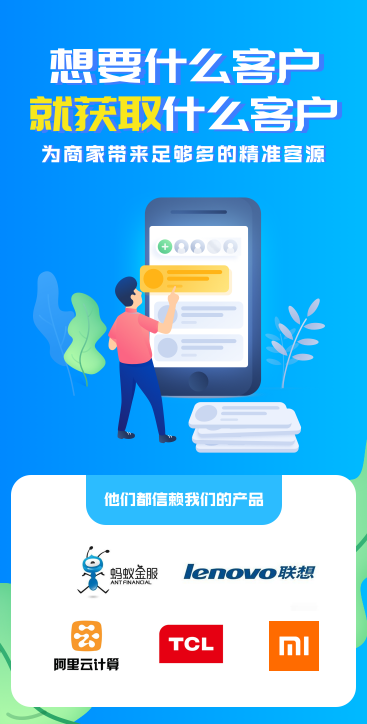 想要什么客户
就获取什么客户
为商家带来足够多的精准客源
他们都信赖我们的产品
蚂蚁金服
ANT FINANCIAL
lenovo联想
阿里云计算
TCL
mi